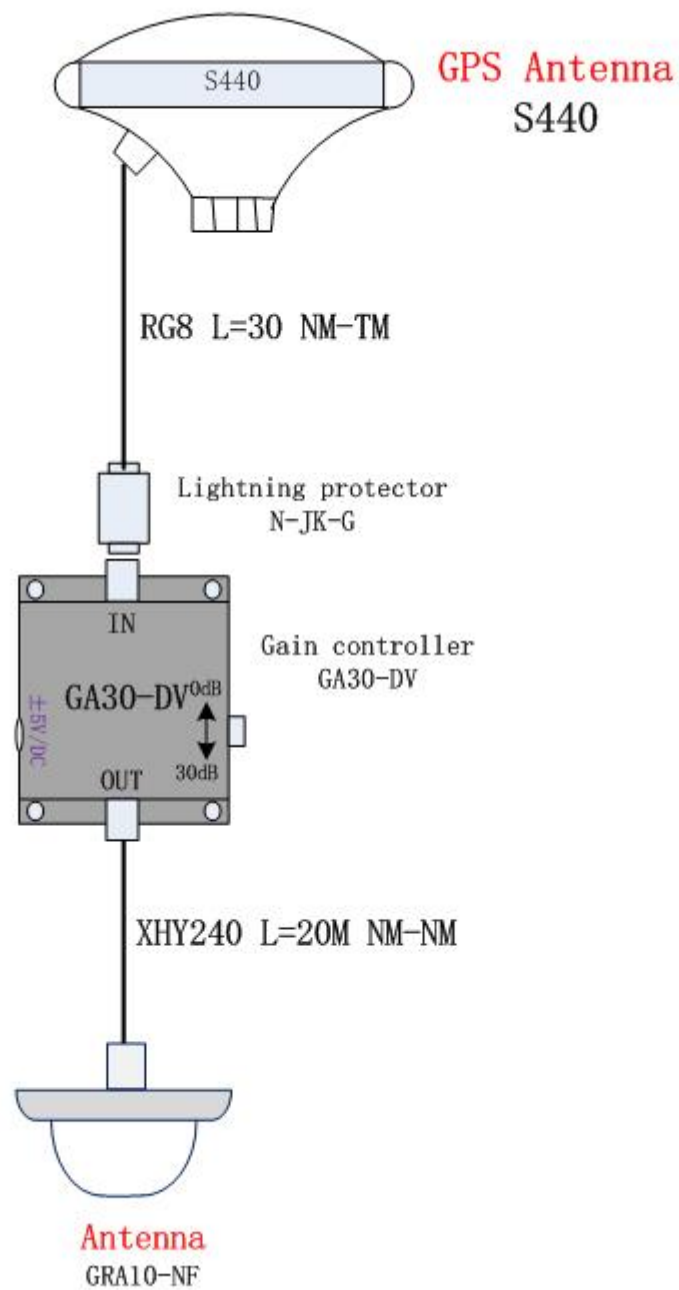 S440
GPS Antenna
S440
RG8 L=30 NM-TM
Lightning protector
N-JK-G
IN
Gain controller
GA30-DV
GA30-DV
0dB
±5V/DC
30dB
OUT
XHY240 L=20M NM-NM
Antenna
GRA10-NF